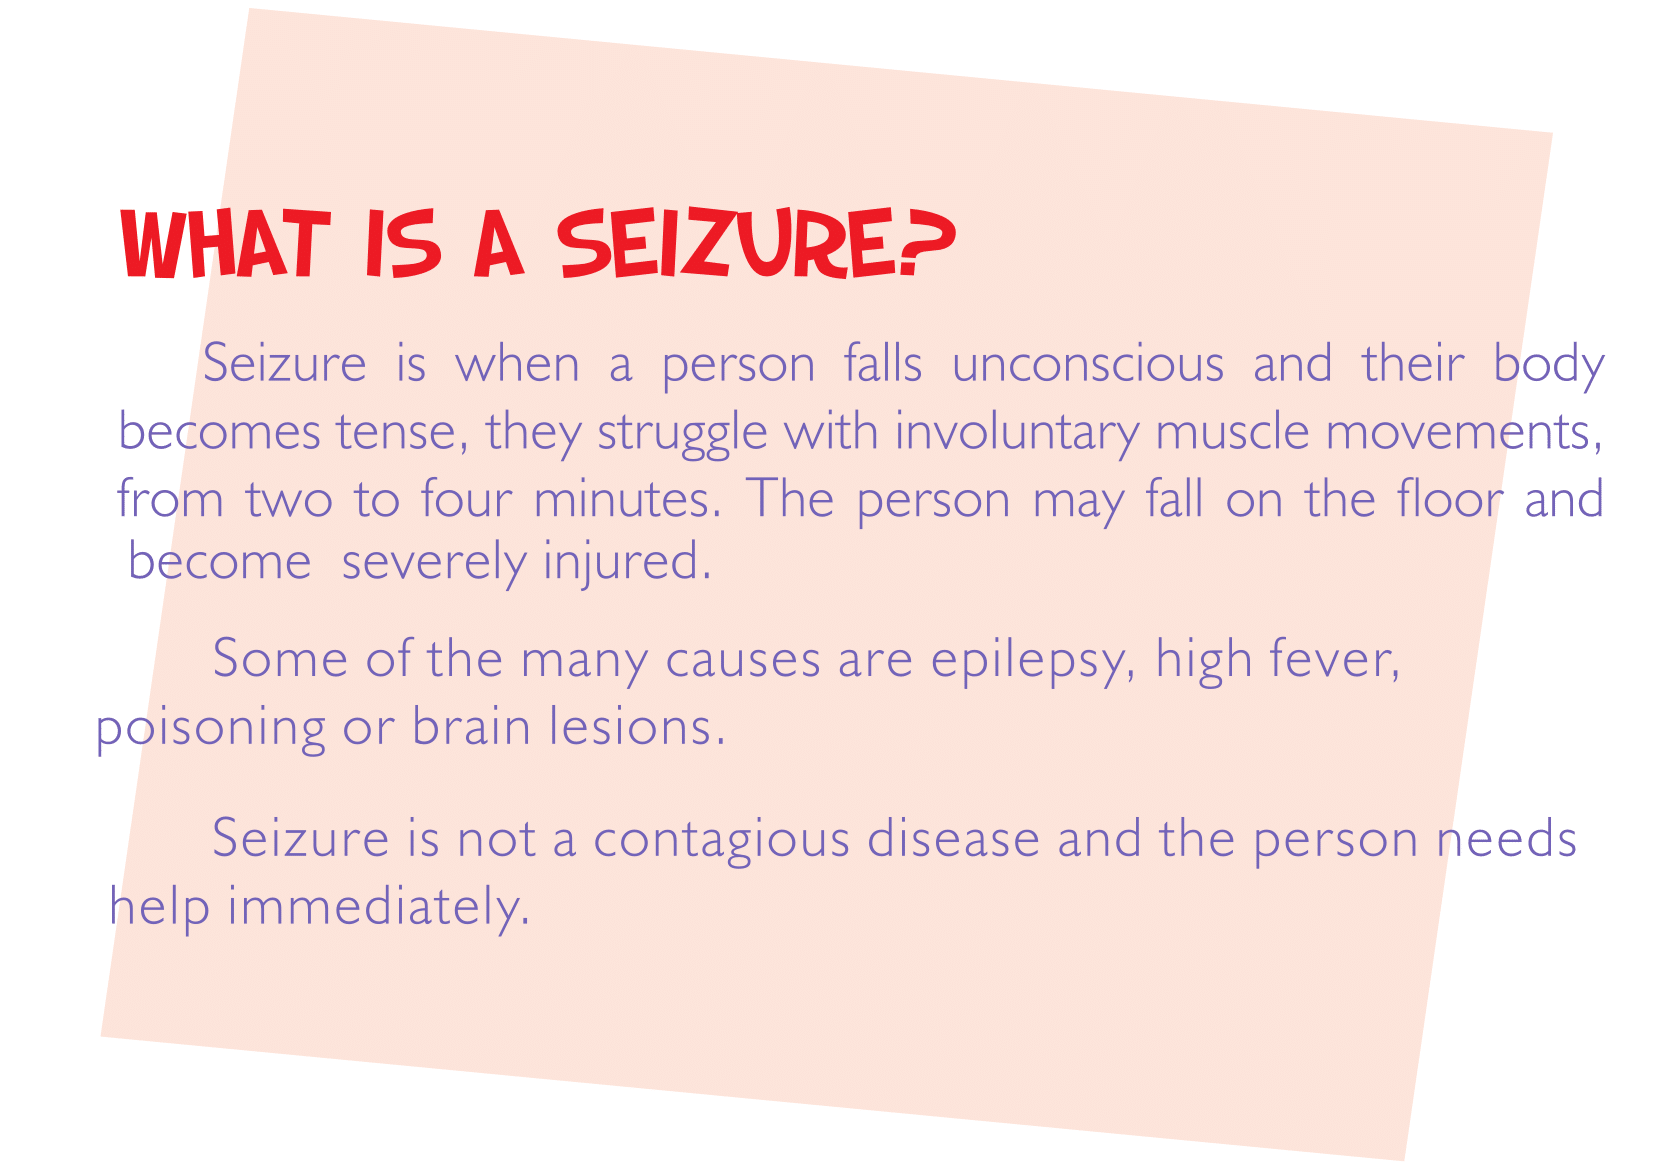 WHAT IS A SEIZURE?
Seizure is when a person falls unconscious and their body
becomes tense, they struggle with involuntary muscle movements,
from two to four minutes. The person may fall on the floor and
become severely injured.
Some of the many causes are epilepsy, high fever,
poisoning or brain lesions.
Seizure is not a contagious disease and the person needs
help immediately.